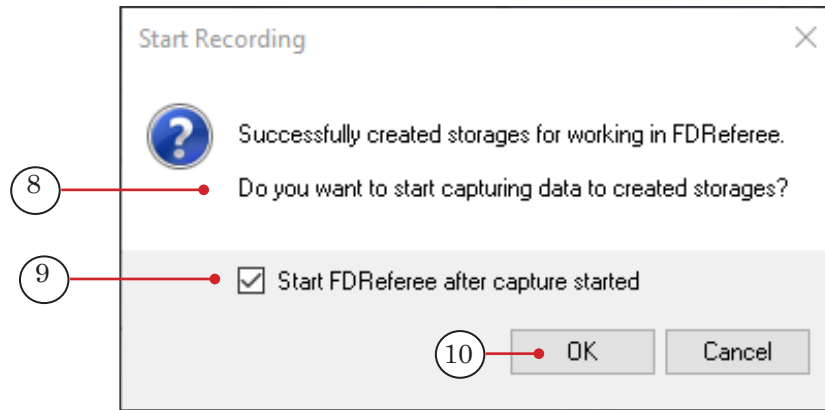 Start Recording
Successfully created storages for working in FDReferee.
8
Do you want to start capturing data to created storages?
9
Start FDReferee after capture started
10
OK
Cancel